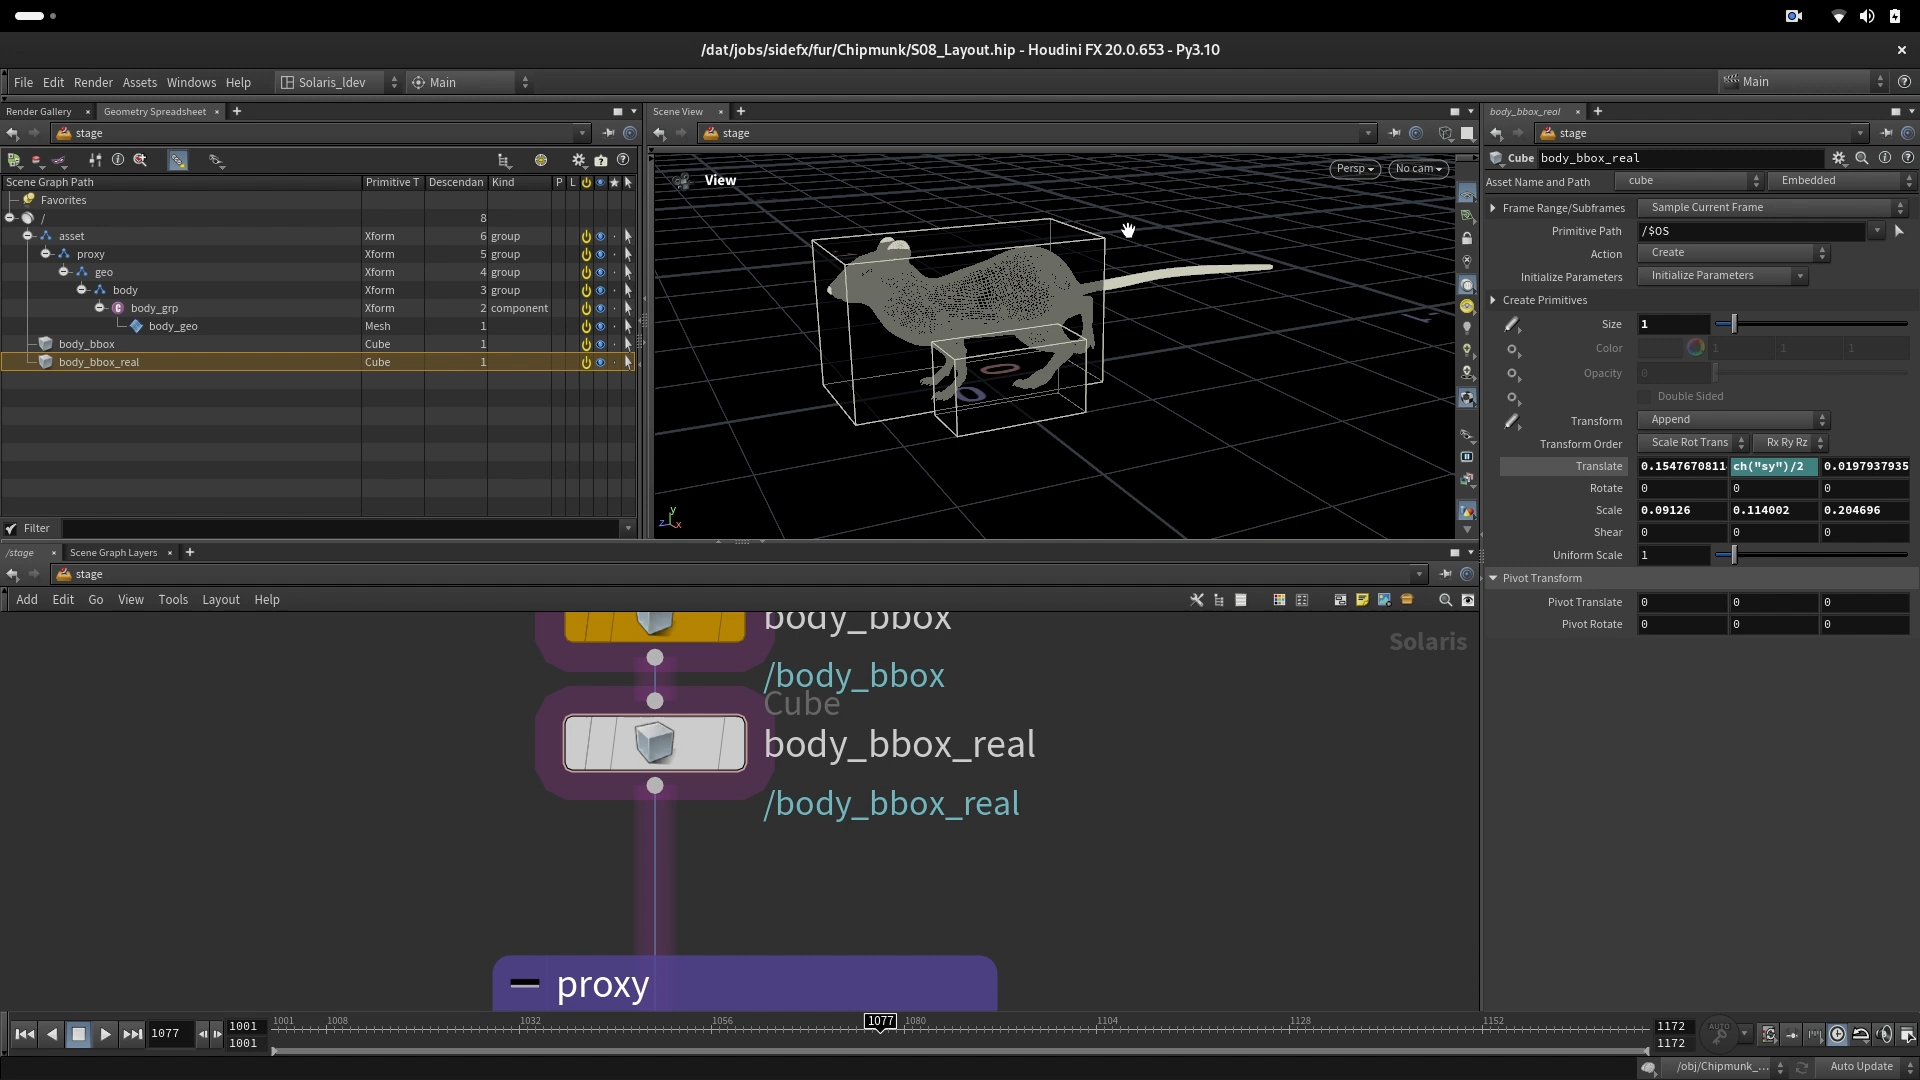 /dat/jobs/sidefx/fur/Chipmunk/S08_Layout.hip - Houdini FX 20.0.653 - Py3.10
File Edit Render Assets Windows Help Solaris_ldev Main Main
Render Gallery Geometry Spreadsheet
stage
Scene Graph Path Primitive T Descendan Kind P L
Favorites
/ 8
asset Xform 6 group
proxy Xform 5 group
geo Xform 4 group
body Xform 3 group
body_grp Xform 2 component
body_geo Mesh 1
body_bbox Cube 1
body_bbox_real Cube 1
Filter
Scene View
stage
View
Persp No cam
y
z x
body_bbox_real
stage
Cube body_bbox_real
Asset Name and Path cube Embedded
Frame Range/Subframes Sample Current Frame
Primitive Path /$OS
Action Create
Initialize Parameters Initialize Parameters
Create Primitives
Size 1
Color 1 1 1
Opacity 0
Double Sided
Transform Append
Transform Order Scale Rot Trans Rx Ry Rz
Translate 0.1547670811 ch("sy")/2 0.0197937935
Rotate 0 0 0
Scale 0.09126 0.114002 0.204696
Shear 0 0 0
Uniform Scale 1
Pivot Transform
Pivot Translate 0 0 0
Pivot Rotate 0 0 0
/stage Scene Graph Layers
stage
Add Edit Go View Tools Layout Help
Solaris
body_bbox
/body_bbox
Cube
body_bbox_real
/body_bbox_real
proxy
1077 1001 1001
1001 1008 1032 1056 1077 1080 1104 1128 1152
1172 1172
AUTO
/obj/Chipmunk_... Auto Update